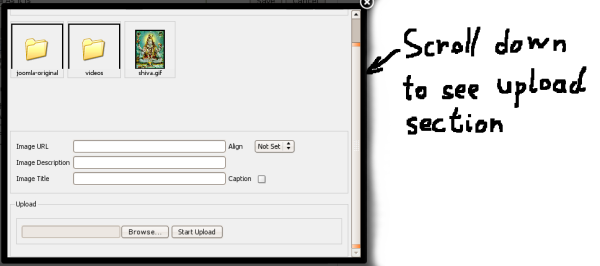 joomla-original
videos
shiva.gif
Image URL
Align
Not Set
Image Description
Image Title
Caption
Upload
Browse...
Start Upload
Scroll down
to see upload
section